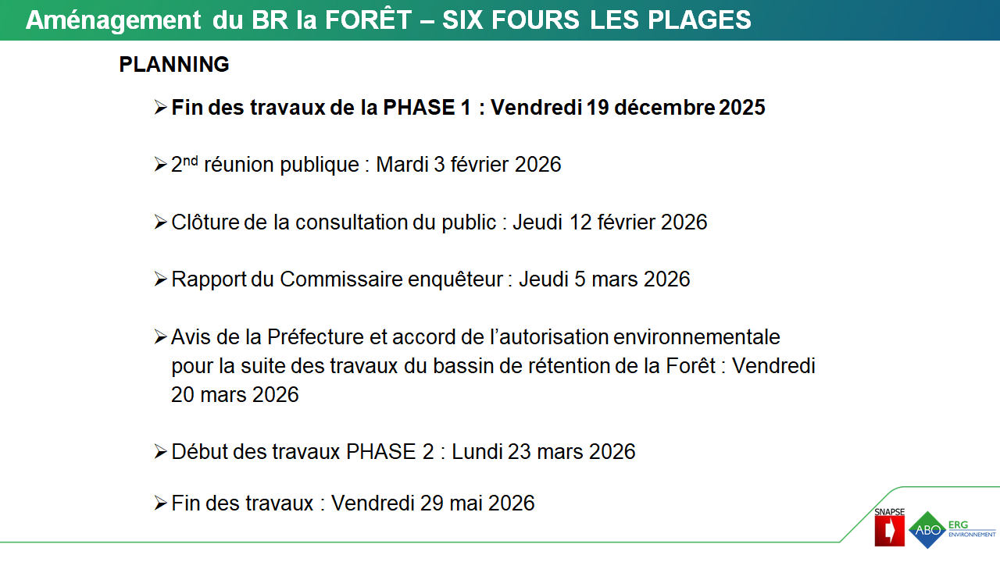 Aménagement du BR la FORÊT – SIX FOURS LES PLAGES
PLANNING
➢Fin des travaux de la PHASE 1 : Vendredi 19 décembre 2025
➢2nd réunion publique : Mardi 3 février 2026
➢Clôture de la consultation du public : Jeudi 12 février 2026
➢Rapport du Commissaire enquêteur : Jeudi 5 mars 2026
➢Avis de la Préfecture et accord de l’autorisation environnementale
pour la suite des travaux du bassin de rétention de la Forêt : Vendredi
20 mars 2026
➢Début des travaux PHASE 2 : Lundi 23 mars 2026
➢Fin des travaux : Vendredi 29 mai 2026
SNAPSE
ABO
ERG
ENVIRONNEMENT